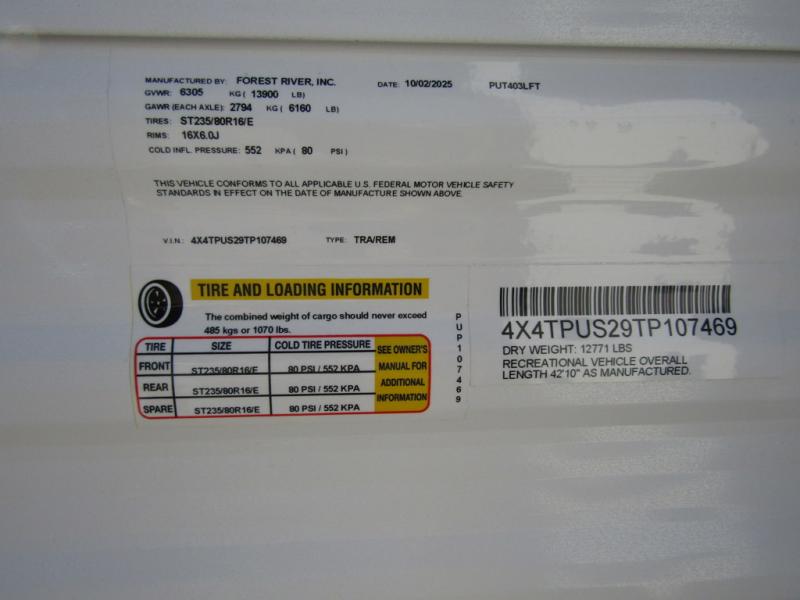 MANUFACTURED BY: FOREST RIVER, INC. DATE: 10/02/2025 PUT403LFT
GVWR: 6305 KG ( 13900 LB)
GAWR (EACH AXLE): 2794 KG ( 6160 LB)
TIRES: ST235/80R16/E
RIMS: 16X6.0J
COLD INFL. PRESSURE: 552 KPA ( 80 PSI )
THIS VEHICLE CONFORMS TO ALL APPLICABLE U.S. FEDERAL MOTOR VEHICLE SAFETY
STANDARDS IN EFFECT ON THE DATE OF MANUFACTURE SHOWN ABOVE.
V.I.N.: 4X4TPUS29TP107469 TYPE: TRA/REM
TIRE AND LOADING INFORMATION
The combined weight of cargo should never exceed
485 kgs or 1070 lbs.
TIRE SIZE COLD TIRE PRESSURE
FRONT ST235/80R16/E 80 PSI / 552 KPA
REAR ST235/80R16/E 80 PSI / 552 KPA
SPARE ST235/80R16/E 80 PSI / 552 KPA
SEE OWNER'S
MANUAL FOR
ADDITIONAL
INFORMATION
PUP107469
4X4TPUS29TP107469
DRY WEIGHT: 12771 LBS
RECREATIONAL VEHICLE OVERALL
LENGTH 42'10" AS MANUFACTURED.